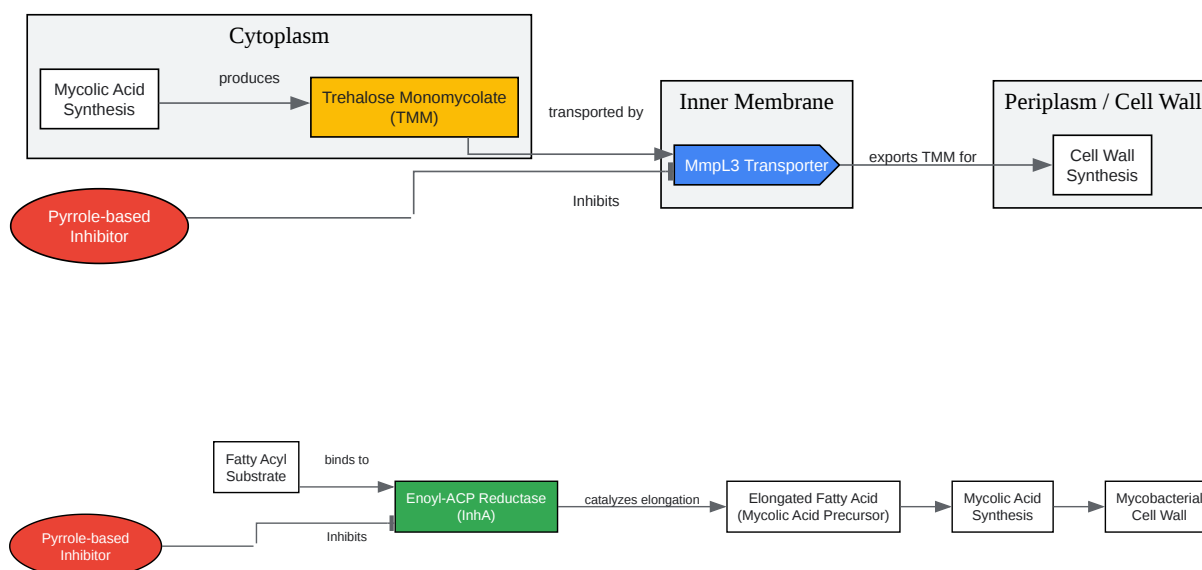 Cytoplasm
Mycolic Acid
Synthesis
produces
Trehalose Monomycolate
(TMM)
transported by
Inner Membrane
MmpL3 Transporter
exports TMM for
Periplasm / Cell Wall
Cell Wall
Synthesis
Pyrrole-based
Inhibitor
Inhibits
Fatty Acyl
Substrate
binds to
Enoyl-ACP Reductase
(InhA)
catalyzes elongation
Elongated Fatty Acid
(Mycolic Acid Precursor)
Mycolic Acid
Synthesis
Mycobacterial
Cell Wall
Pyrrole-based
Inhibitor
Inhibits